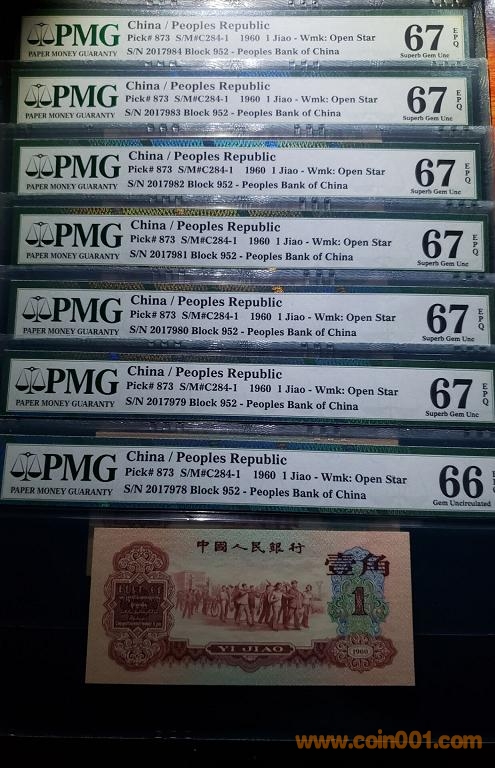 PMG
PAPER MONEY GUARANTY
China / Peoples Republic
Pick# 873 S/M#C284-1 1960 1 Jiao - Wmk: Open Star
S/N 2017984 Block 952 - Peoples Bank of China
67 EPQ
Superb Gem Unc
PMG
PAPER MONEY GUARANTY
China / Peoples Republic
Pick# 873 S/M#C284-1 1960 1 Jiao - Wmk: Open Star
S/N 2017983 Block 952 - Peoples Bank of China
67 EPQ
Superb Gem Unc
PMG
PAPER MONEY GUARANTY
China / Peoples Republic
Pick# 873 S/M#C284-1 1960 1 Jiao - Wmk: Open Star
S/N 2017982 Block 952 - Peoples Bank of China
67 EPQ
Superb Gem Unc
PMG
PAPER MONEY GUARANTY
China / Peoples Republic
Pick# 873 S/M#C284-1 1960 1 Jiao - Wmk: Open Star
S/N 2017981 Block 952 - Peoples Bank of China
67 EPQ
Superb Gem Unc
PMG
PAPER MONEY GUARANTY
China / Peoples Republic
Pick# 873 S/M#C284-1 1960 1 Jiao - Wmk: Open Star
S/N 2017980 Block 952 - Peoples Bank of China
67 EPQ
Superb Gem Unc
PMG
PAPER MONEY GUARANTY
China / Peoples Republic
Pick# 873 S/M#C284-1 1960 1 Jiao - Wmk: Open Star
S/N 2017979 Block 952 - Peoples Bank of China
67 EPQ
Superb Gem Unc
PMG
PAPER MONEY GUARANTY
China / Peoples Republic
Pick# 873 S/M#C284-1 1960 1 Jiao - Wmk: Open Star
S/N 2017978 Block 952 - Peoples Bank of China
66
Gem Uncirculated
中國人民銀行
壹角
1
YI JIAO
1960
www.coin001.com